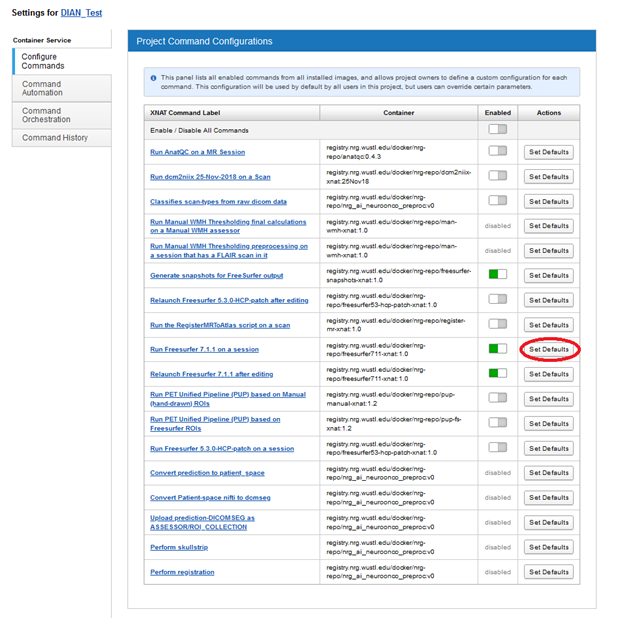 Settings for DIAN_Test
Container Service
Configure
Commands
Command
Automation
Command
Orchestration
Command History
Project Command Configurations
This panel lists all enabled commands from all installed images, and allows project owners to define a custom configuration for each
command. This configuration will be used by default by all users in this project, but users can override certain parameters.
XNAT Command Label Container Enabled Actions
Enable / Disable All Commands
Run AnatQC on a MR Session
registry.nrg.wustl.edu/docker/nrg-
repo/anatqc:0.4.3
Set Defaults
Run dcm2niix 25-Nov-2018 on a Scan
registry.nrg.wustl.edu/docker/nrg-repo/dcm2niix-
xnat:25Nov18
Set Defaults
Classifies scan-types from raw dicom data
registry.nrg.wustl.edu/docker/nrg-
repo/nrg_ai_neuroonco_preproc:v0
Set Defaults
Run Manual WMH Thresholding final calculations
on a Manual WMH assessor
registry.nrg.wustl.edu/docker/nrg-repo/man-
wmh-xnat:1.0
disabled
Set Defaults
Run Manual WMH Thresholding preprocessing on
a session that has a FLAIR scan in it
registry.nrg.wustl.edu/docker/nrg-repo/man-
wmh-xnat:1.0
disabled
Set Defaults
Generate snapshots for FreeSurfer output
registry.nrg.wustl.edu/docker/nrg-repo/freesurfer-
snapshots-xnat:1.0
Set Defaults
Relaunch Freesurfer 5.3.0-HCP-patch after editing
registry.nrg.wustl.edu/docker/nrg-
repo/freesurfer53-hcp-patch-xnat:1.0
Set Defaults
Run the RegisterMRToAtlas script on a scan
registry.nrg.wustl.edu/docker/nrg-repo/register-
mr-xnat:1.0
Set Defaults
Run Freesurfer 7.1.1 on a session
registry.nrg.wustl.edu/docker/nrg-
repo/freesurfer711-xnat:1.0
Set Defaults
Relaunch Freesurfer 7.1.1 after editing
registry.nrg.wustl.edu/docker/nrg-
repo/freesurfer711-xnat:1.0
Set Defaults
Run PET Unified Pipeline (PUP) based on Manual
(hand-drawn) ROIs
registry.nrg.wustl.edu/docker/nrg-repo/pup-
manual-xnat:1.2
Set Defaults
Run PET Unified Pipeline (PUP) based on
Freesurfer ROIs
registry.nrg.wustl.edu/docker/nrg-repo/pup-fs-
xnat:1.2
Set Defaults
Run Freesurfer 5.3.0-HCP-patch on a session
registry.nrg.wustl.edu/docker/nrg-
repo/freesurfer53-hcp-patch-xnat:1.0
Set Defaults
Convert prediction to patient_space
registry.nrg.wustl.edu/docker/nrg-
repo/nrg_ai_neuroonco_preproc:v0
disabled
Set Defaults
Convert Patient-space nifti to dcmseg
registry.nrg.wustl.edu/docker/nrg-
repo/nrg_ai_neuroonco_preproc:v0
disabled
Set Defaults
Upload prediction-DICOMSEG as
ASSESSOR/ROI_COLLECTION
registry.nrg.wustl.edu/docker/nrg-
repo/nrg_ai_neuroonco_preproc:v0
disabled
Set Defaults
Perform skullstrip
registry.nrg.wustl.edu/docker/nrg-
repo/nrg_ai_neuroonco_preproc:v0
disabled
Set Defaults
Perform registration
registry.nrg.wustl.edu/docker/nrg-
repo/nrg_ai_neuroonco_preproc:v0
disabled
Set Defaults